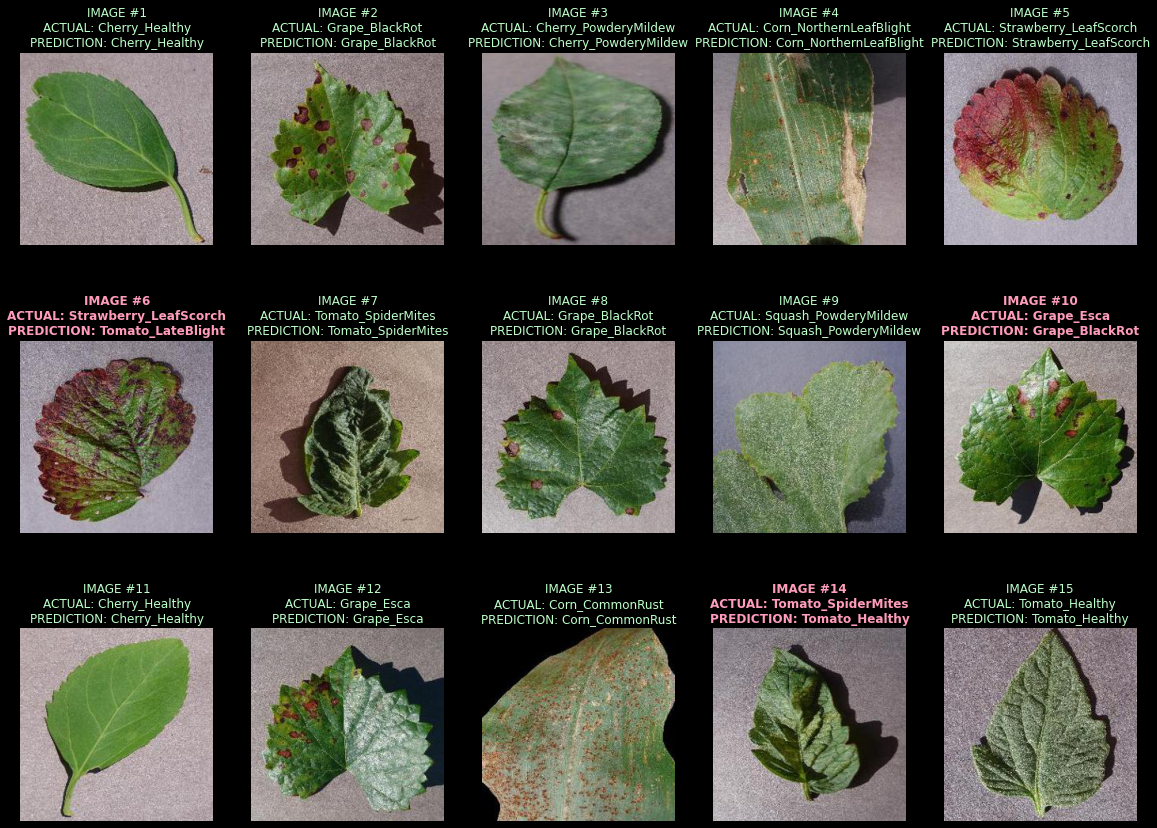 IMAGE #1
ACTUAL: Cherry_Healthy
PREDICTION: Cherry_Healthy
IMAGE #2
ACTUAL: Grape_BlackRot
PREDICTION: Grape_BlackRot
IMAGE #3
ACTUAL: Cherry_PowderyMildew
PREDICTION: Cherry_PowderyMildew
IMAGE #4
ACTUAL: Corn_NorthernLeafBlight
PREDICTION: Corn_NorthernLeafBlight
IMAGE #5
ACTUAL: Strawberry_LeafScorch
PREDICTION: Strawberry_LeafScorch
IMAGE #6
ACTUAL: Strawberry_LeafScorch
PREDICTION: Tomato_LateBlight
IMAGE #7
ACTUAL: Tomato_SpiderMites
PREDICTION: Tomato_SpiderMites
IMAGE #8
ACTUAL: Grape_BlackRot
PREDICTION: Grape_BlackRot
IMAGE #9
ACTUAL: Squash_PowderyMildew
PREDICTION: Squash_PowderyMildew
IMAGE #10
ACTUAL: Grape_Esca
PREDICTION: Grape_BlackRot
IMAGE #11
ACTUAL: Cherry_Healthy
PREDICTION: Cherry_Healthy
IMAGE #12
ACTUAL: Grape_Esca
PREDICTION: Grape_Esca
IMAGE #13
ACTUAL: Corn_CommonRust
PREDICTION: Corn_CommonRust
IMAGE #14
ACTUAL: Tomato_SpiderMites
PREDICTION: Tomato_Healthy
IMAGE #15
ACTUAL: Tomato_Healthy
PREDICTION: Tomato_Healthy